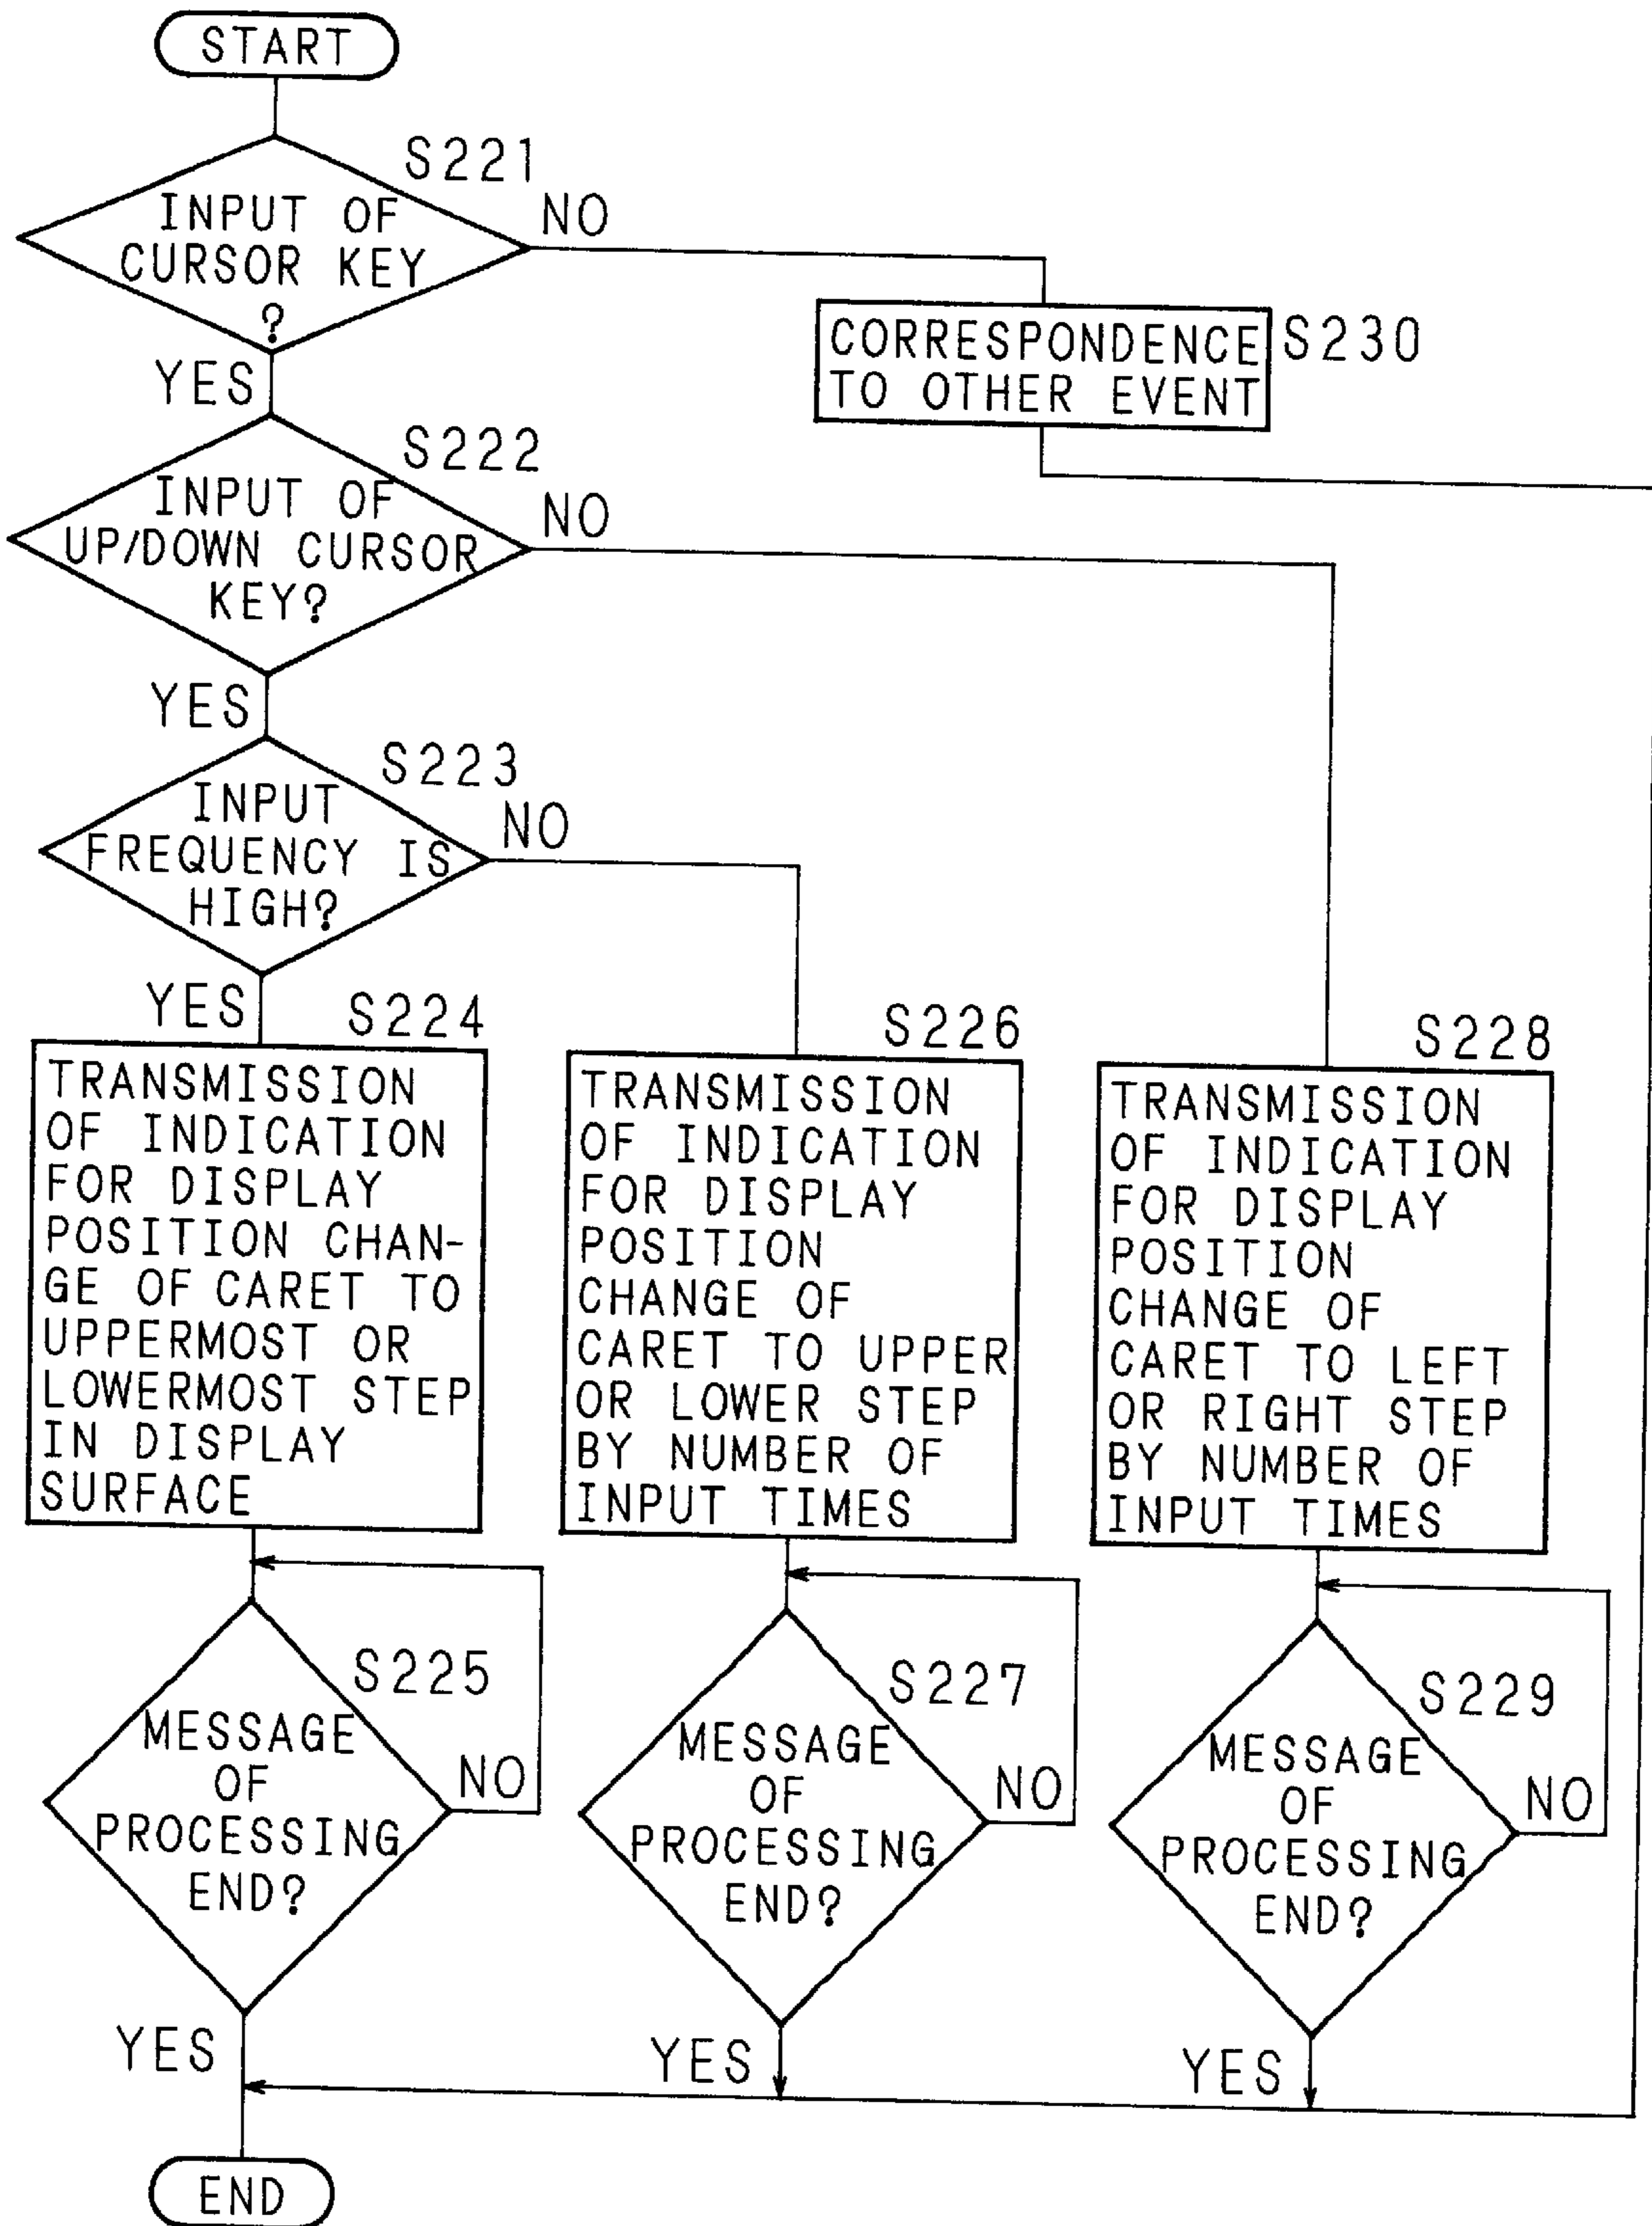 START
S221
INPUT OF
CURSOR KEY
?
NO
YES
CORRESPONDENCE
TO OTHER EVENT
S230
S222
INPUT OF
UP/DOWN CURSOR
KEY?
NO
YES
S223
INPUT
FREQUENCY IS
HIGH?
NO
YES
S224
TRANSMISSION
OF INDICATION
FOR DISPLAY
POSITION CHAN-
GE OF CARET TO
UPPERMOST OR
LOWERMOST STEP
IN DISPLAY
SURFACE
S226
TRANSMISSION
OF INDICATION
FOR DISPLAY
POSITION
CHANGE OF
CARET TO UPPER
OR LOWER STEP
BY NUMBER OF
INPUT TIMES
S228
TRANSMISSION
OF INDICATION
FOR DISPLAY
POSITION
CHANGE OF
CARET TO LEFT
OR RIGHT STEP
BY NUMBER OF
INPUT TIMES
S225
MESSAGE
OF
PROCESSING
END?
NO
YES
S227
MESSAGE
OF
PROCESSING
END?
NO
YES
S229
MESSAGE
OF
PROCESSING
END?
NO
YES
END